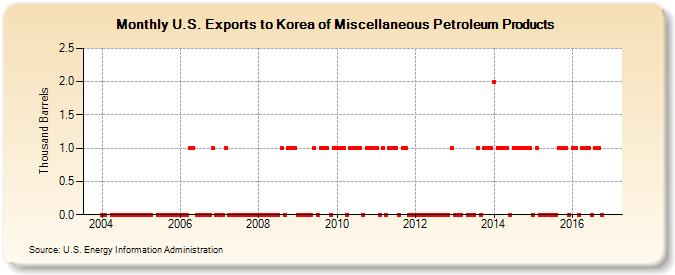 Monthly U.S. Exports to Korea of Miscellaneous Petroleum Products
Thousand Barrels
2.5
2.0
1.5
1.0
0.5
0.0
2004 2006 2008 2010 2012 2014 2016
Source: U.S. Energy Information Administration